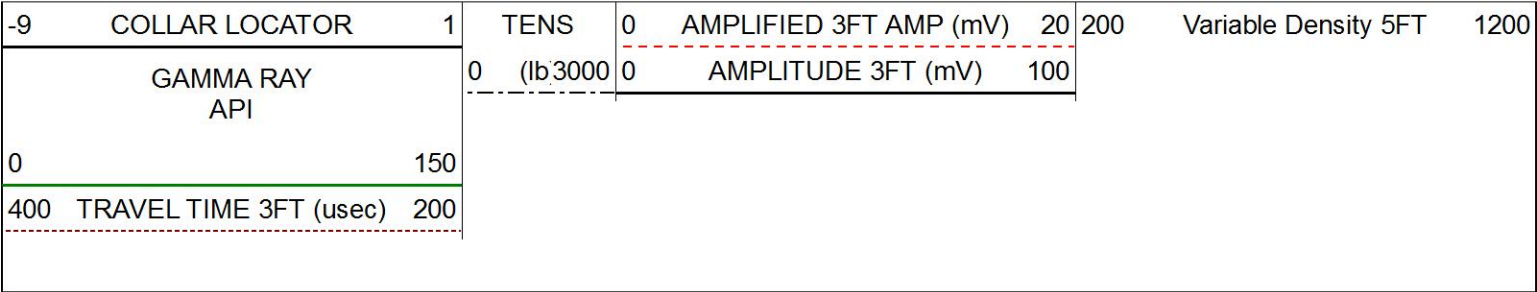 -9 COLLAR LOCATOR 1 TENS 0 AMPLIFIED 3FT AMP (mV) 20 200 Variable Density 5FT 1200
GAMMA RAY 0 (lb 3000 0 AMPLITUDE 3FT (mV) 100
API
0 150
400 TRAVEL TIME 3FT (usec) 200